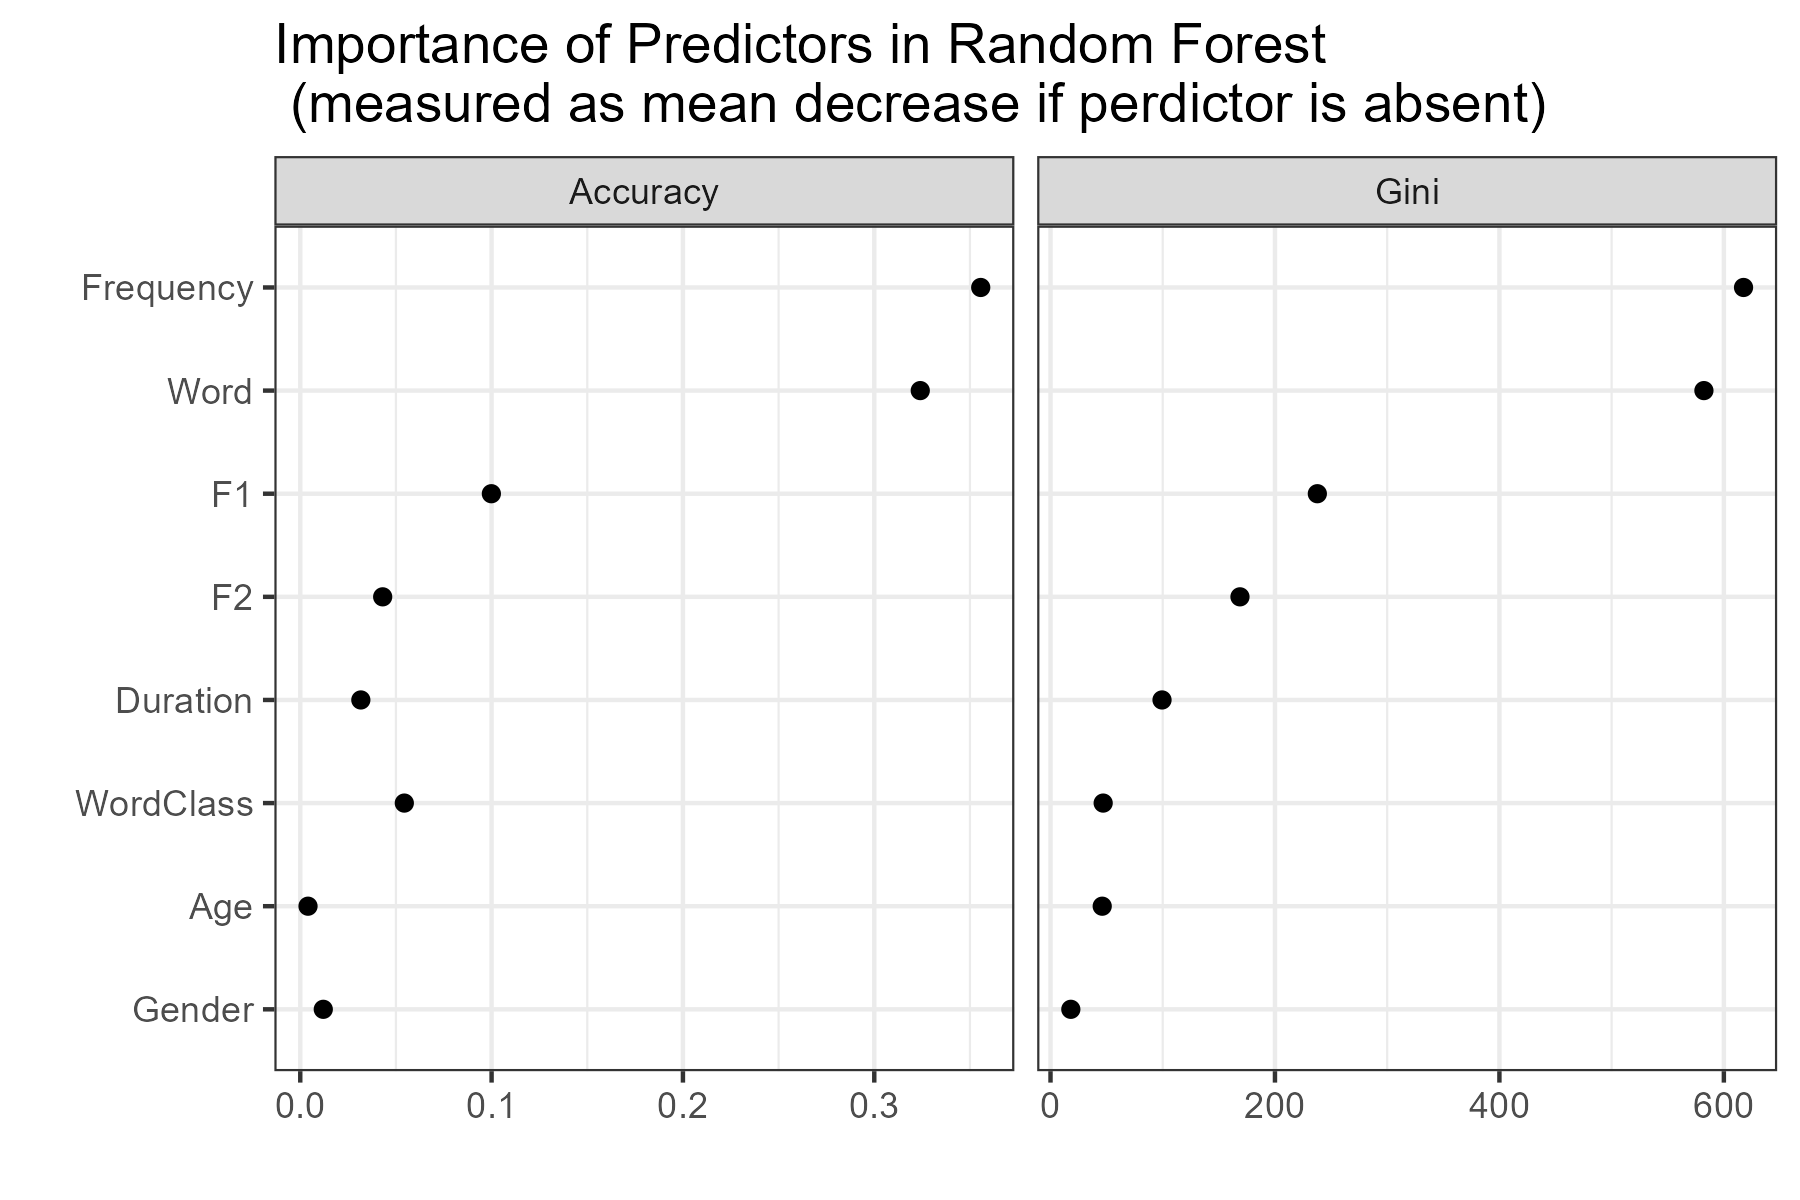 Importance of Predictors in Random Forest
(measured as mean decrease if perdictor is absent)
Accuracy
Gini
Frequency
Word
F1
F2
Duration
WordClass
Age
Gender
0.0 0.1 0.2 0.3
0 200 400 600